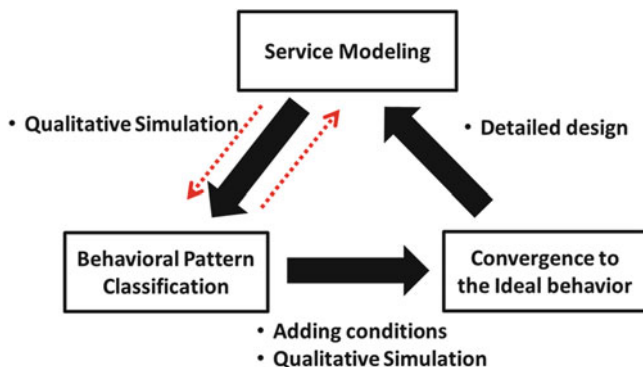 Service Modeling
• Qualitative Simulation
• Detailed design
Behavioral Pattern
Classification
Convergence to
the Ideal behavior
• Adding conditions
• Qualitative Simulation